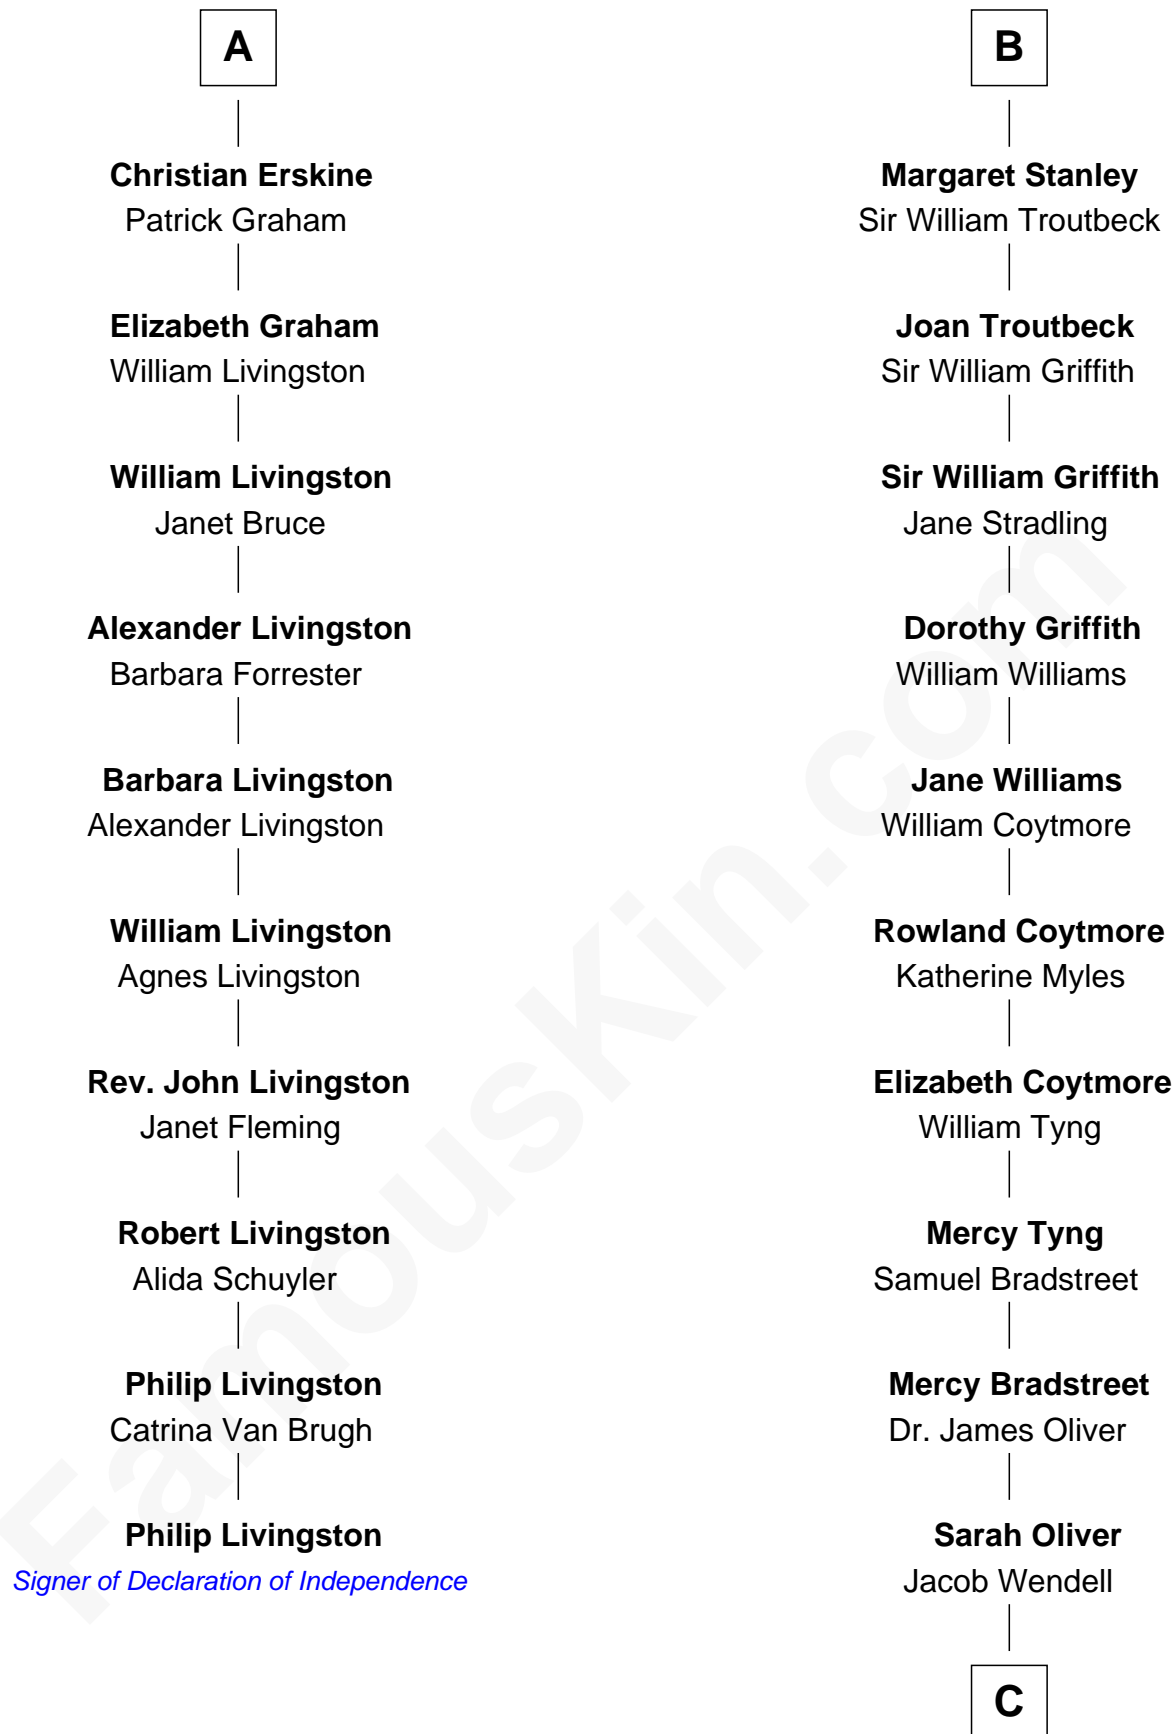 A
Christian Erskine
Patrick Graham
Elizabeth Graham
William Livingston
William Livingston
Janet Bruce
Alexander Livingston
Barbara Forrester
Barbara Livingston
Alexander Livingston
William Livingston
Agnes Livingston
Rev. John Livingston
Janet Fleming
Robert Livingston
Alida Schuyler
Philip Livingston
Catrina Van Brugh
Philip Livingston
Signer of Declaration of Independence
B
Margaret Stanley
Sir William Troutbeck
Joan Troutbeck
Sir William Griffith
Sir William Griffith
Jane Stradling
Dorothy Griffith
William Williams
Jane Williams
William Coytmore
Rowland Coytmore
Katherine Myles
Elizabeth Coytmore
William Tyng
Mercy Tyng
Samuel Bradstreet
Mercy Bradstreet
Dr. James Oliver
Sarah Oliver
Jacob Wendell
C
FamousKin.com